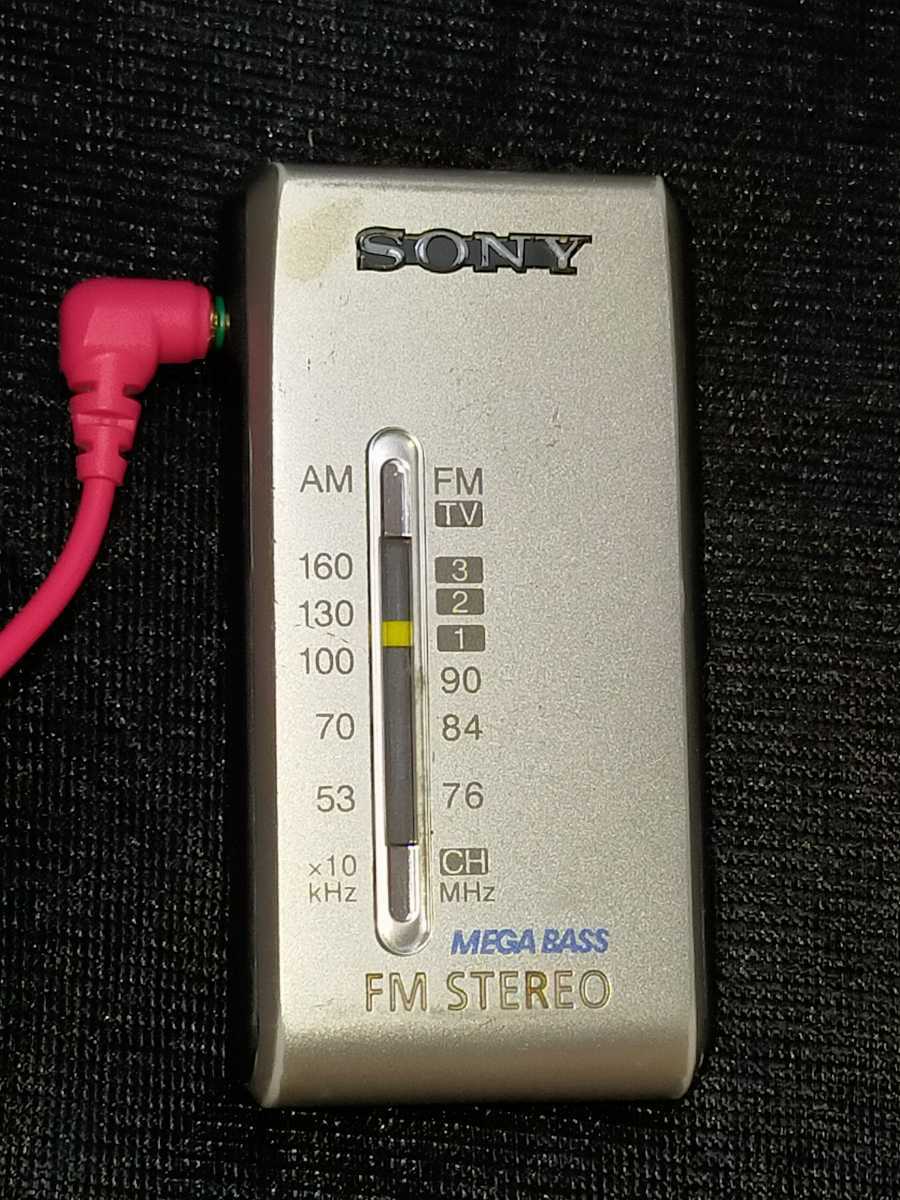 SONY
AM FM
TV
160 3
130 2
1
100
90
70 84
53 76
×10 CH
kHz MHz
MEGA BASS
FM STEREO